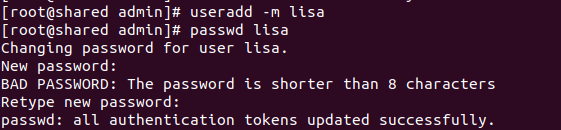 [root@shared admin]# useradd -m lisa
[root@shared admin]# passwd lisa
Changing password for user lisa.
New password:
BAD PASSWORD: The password is shorter than 8 characters
Retype new password:
passwd: all authentication tokens updated successfully.